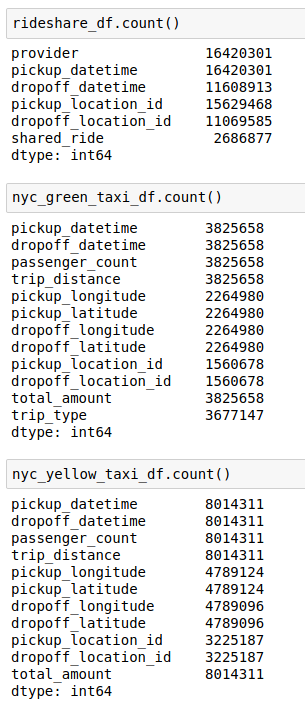 rideshare_df.count()
provider 16420301
pickup_datetime 16420301
dropoff_datetime 11608913
pickup_location_id 15629468
dropoff_location_id 11069585
shared_ride 2686877
dtype: int64
nyc_green_taxi_df.count()
pickup_datetime 3825658
dropoff_datetime 3825658
passenger_count 3825658
trip_distance 3825658
pickup_longitude 2264980
pickup_latitude 2264980
dropoff_longitude 2264980
dropoff_latitude 2264980
pickup_location_id 1560678
dropoff_location_id 1560678
total_amount 3825658
trip_type 3677147
dtype: int64
nyc_yellow_taxi_df.count()
pickup_datetime 8014311
dropoff_datetime 8014311
passenger_count 8014311
trip_distance 8014311
pickup_longitude 4789124
pickup_latitude 4789124
dropoff_longitude 4789096
dropoff_latitude 4789096
pickup_location_id 3225187
dropoff_location_id 3225187
total_amount 8014311
dtype: int64